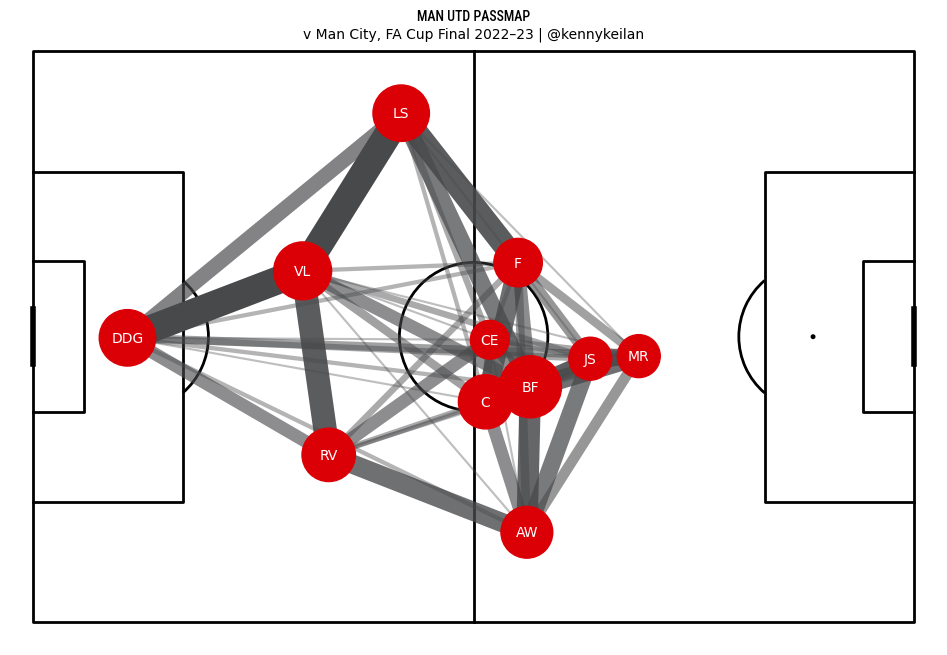 MAN UTD PASSMAP
v Man City, FA Cup Final 2022–23 | @kennykeilan
LS
F
VL
DDG
CE
JS
MR
BF
C
RV
AW